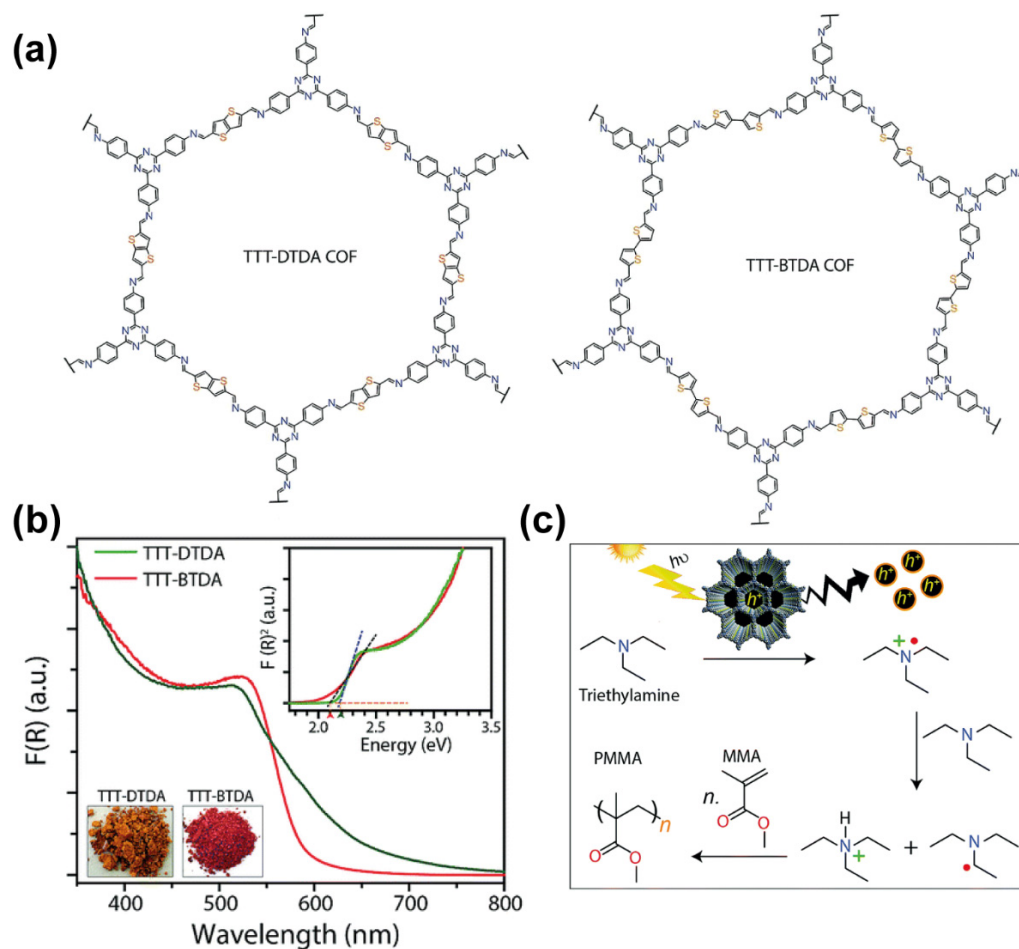 (a)
TTT-DTDA COF
TTT-BTDA COF
(b)
TTT-DTDA
TTT-BTDA
F (R)² (a.u.)
2.0 2.5 3.0 3.5
Energy (eV)
F(R) (a.u.)
TTT-DTDA TTT-BTDA
400 500 600 700 800
Wavelength (nm)
(c)
hυ
h⁺
h⁺
h⁺
h⁺
h⁺
N
+
N
Triethylamine
N
PMMA
MMA
n.
O
O
n
O
O
H
N
+
+
N